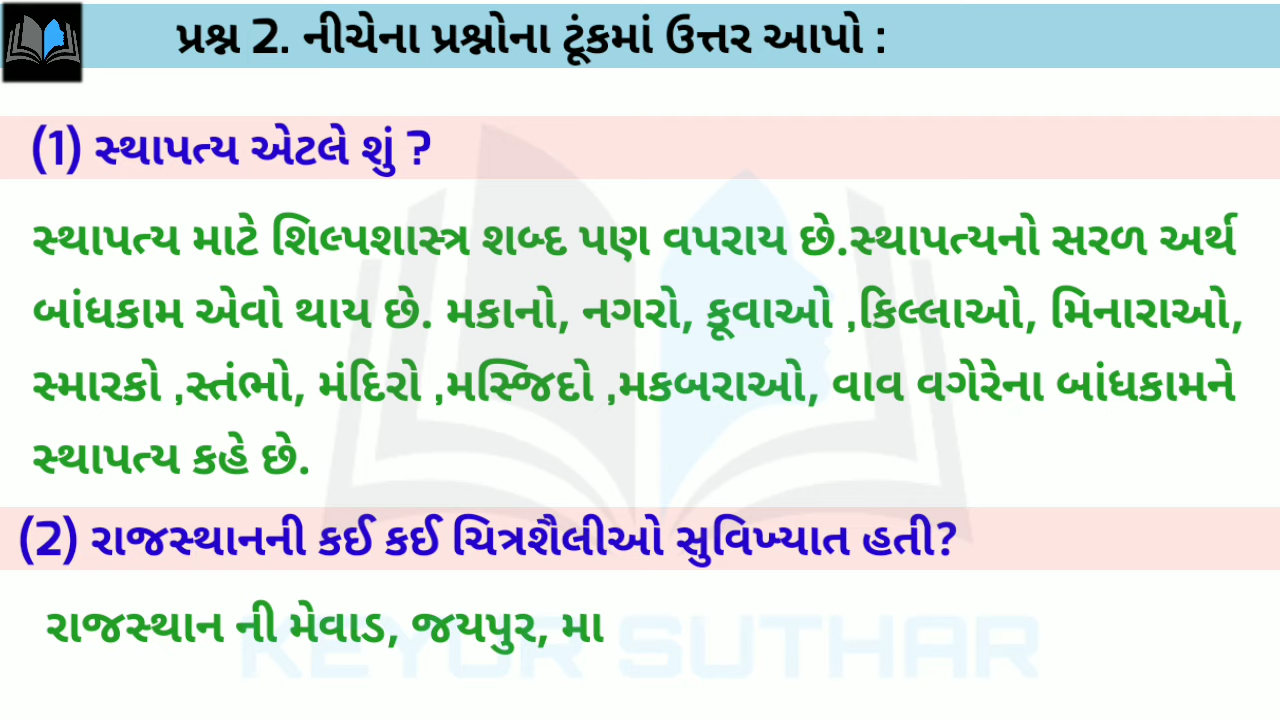 પ્રશ્ન 2. નીચેના પ્રશ્નોના ટૂંકમાં ઉત્તર આપો :
(1) સ્થાપત્ય એટલે શું ?
સ્થાપત્ય માટે શિલ્પશાસ્ત્ર શબ્દ પણ વપરાય છે.સ્થાપત્યનો સરળ અર્થ
બાંધકામ એવો થાય છે. મકાનો, નગરો, કૂવાઓ ,કિલ્લાઓ, મિનારાઓ,
સ્મારકો ,સ્તંભો, મંદિરો ,મસ્જિદો ,મકબરાઓ, વાવ વગેરેના બાંધકામને
સ્થાપત્ય કહે છે.
(2) રાજસ્થાનની કઈ કઈ ચિત્રશૈલીઓ સુવિખ્યાત હતી?
રાજસ્થાન ની મેવાડ, જયપુર, મા
KEYUR SUTHAR